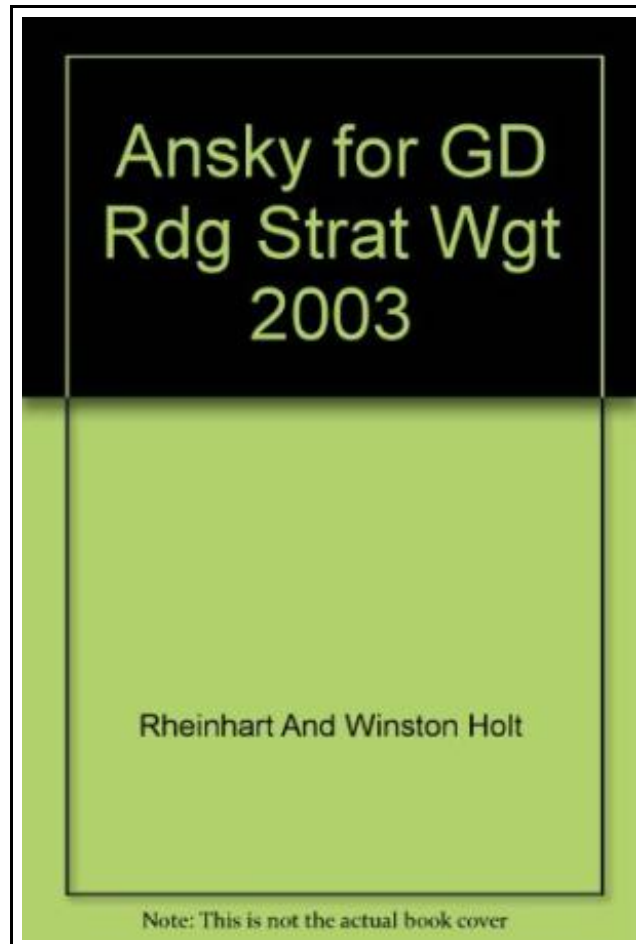 Ansky for GD
Rdg Strat Wgt
2003
Rheinhart And Winston Holt
Note: This is not the actual book cover